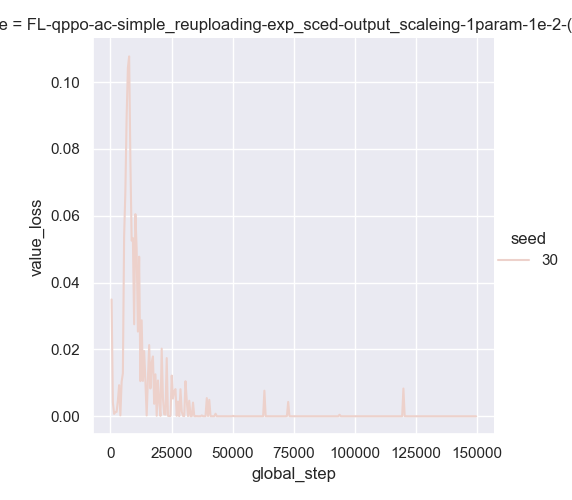 e = FL-qppo-ac-simple_reuploading-exp_sced-output_scaleing-1param-1e-2-(
0.10
0.08
0.06
0.04
0.02
0.00
value_loss
0 25000 50000 75000 100000 125000 150000
global_step
seed
30